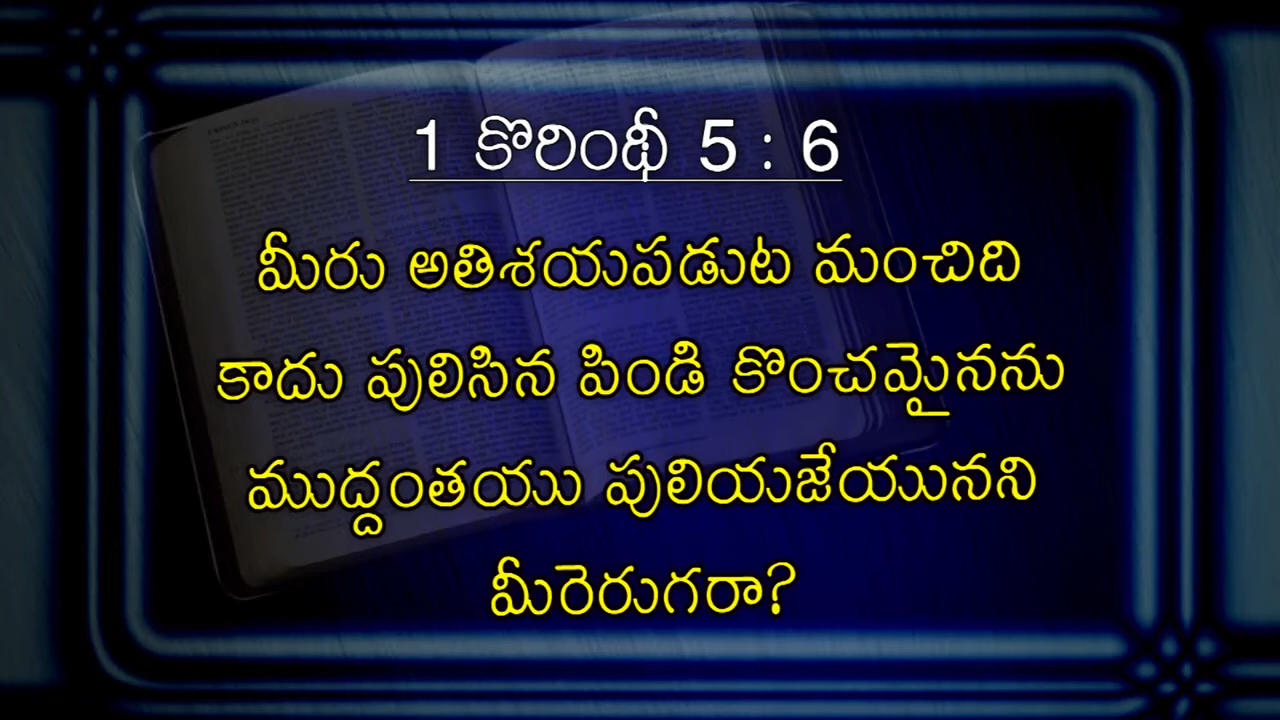 1 కొరింథీ 5 : 6
మీరు అతిశయపడుట మంచిది
కాదు పులిసిన పిండి కొంచమైనను
ముద్దంతయు పులియజేయునని
మీరెరుగరా?